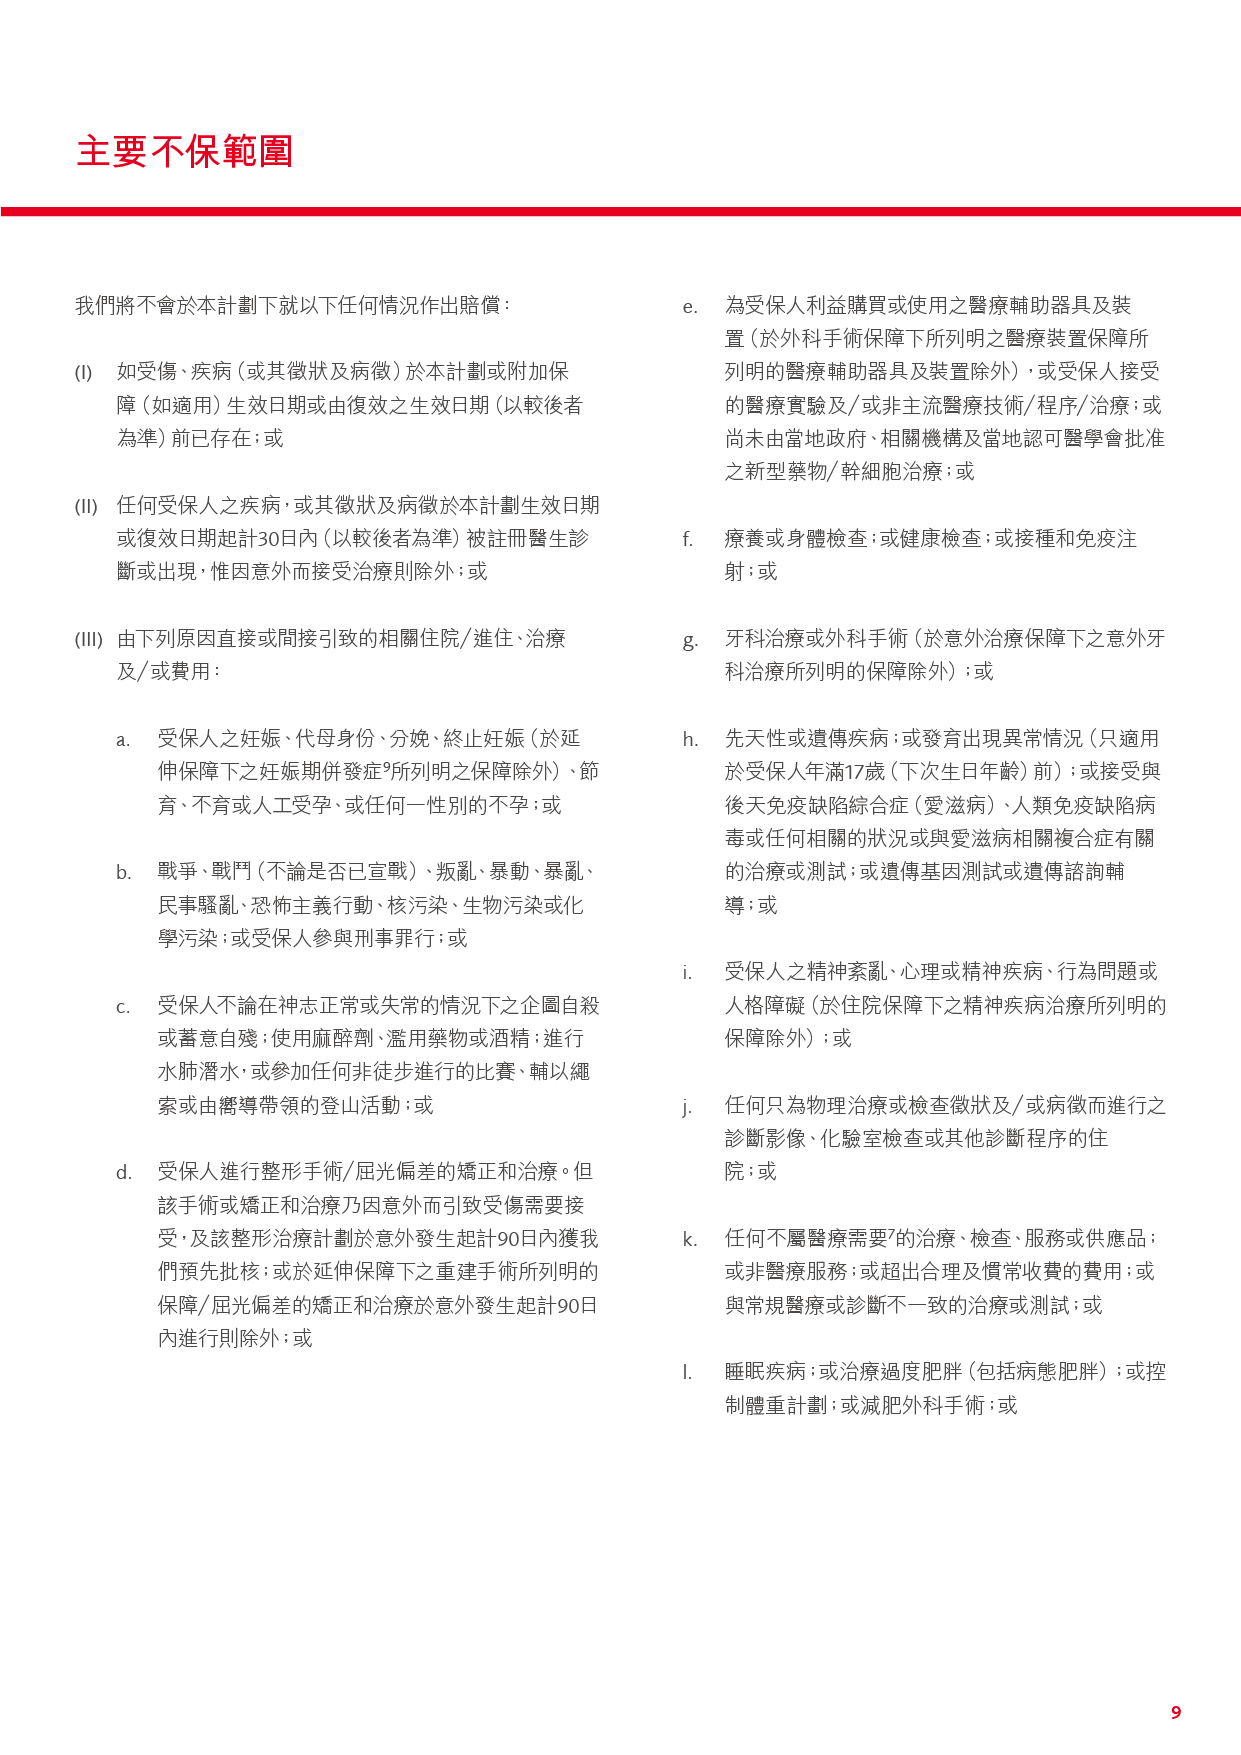 主要不保範圍
我們將不會於本計劃下就以下任何情況作出賠償：
(I) 如受傷、疾病（或其徵狀及病徵）於本計劃或附加保
障（如適用）生效日期或由復效之生效日期（以較後者
為準）前已存在；或
(II) 任何受保人之疾病，或其徵狀及病徵於本計劃生效日期
或復效日期起計30日內（以較後者為準）被註冊醫生診
斷或出現，惟因意外而接受治療則除外；或
(III) 由下列原因直接或間接引致的相關住院/進住、治療
及/或費用：
a. 受保人之妊娠、代母身份、分娩、終止妊娠（於延
伸保障下之妊娠期併發症⁹所列明之保障除外）、節
育、不育或人工受孕、或任何一性別的不孕；或
b. 戰爭、戰鬥（不論是否已宣戰）、叛亂、暴動、暴亂、
民事騷亂、恐怖主義行動、核污染、生物污染或化
學污染；或受保人參與刑事罪行；或
c. 受保人不論在神志正常或失常的情況下之企圖自殺
或蓄意自殘；使用麻醉劑、濫用藥物或酒精；進行
水肺潛水，或參加任何非徒步進行的比賽、輔以繩
索或由嚮導帶領的登山活動；或
d. 受保人進行整形手術/屈光偏差的矯正和治療。但
該手術或矯正和治療乃因意外而引致受傷需要接
受，及該整形治療計劃於意外發生起計90日內獲我
們預先批核；或於延伸保障下之重建手術所列明的
保障/屈光偏差的矯正和治療於意外發生起計90日
內進行則除外；或
e. 為受保人利益購買或使用之醫療輔助器具及裝
置（於外科手術保障下所列明之醫療裝置保障所
列明的醫療輔助器具及裝置除外），或受保人接受
的醫療實驗及/或非主流醫療技術/程序/治療；或
尚未由當地政府、相關機構及當地認可醫學會批准
之新型藥物/幹細胞治療；或
f. 療養或身體檢查；或健康檢查；或接種和免疫注
射；或
g. 牙科治療或外科手術（於意外治療保障下之意外牙
科治療所列明的保障除外）；或
h. 先天性或遺傳疾病；或發育出現異常情況（只適用
於受保人年滿17歲（下次生日年齡）前）；或接受與
後天免疫缺陷綜合症（愛滋病）、人類免疫缺陷病
毒或任何相關的狀況或與愛滋病相關複合症有關
的治療或測試；或遺傳基因測試或遺傳諮詢輔
導；或
i. 受保人之精神紊亂、心理或精神疾病、行為問題或
人格障礙（於住院保障下之精神疾病治療所列明的
保障除外）；或
j. 任何只為物理治療或檢查徵狀及/或病徵而進行之
診斷影像、化驗室檢查或其他診斷程序的住
院；或
k. 任何不屬醫療需要⁷的治療、檢查、服務或供應品；
或非醫療服務；或超出合理及慣常收費的費用；或
與常規醫療或診斷不一致的治療或測試；或
l. 睡眠疾病；或治療過度肥胖（包括病態肥胖）；或控
制體重計劃；或減肥外科手術；或
9